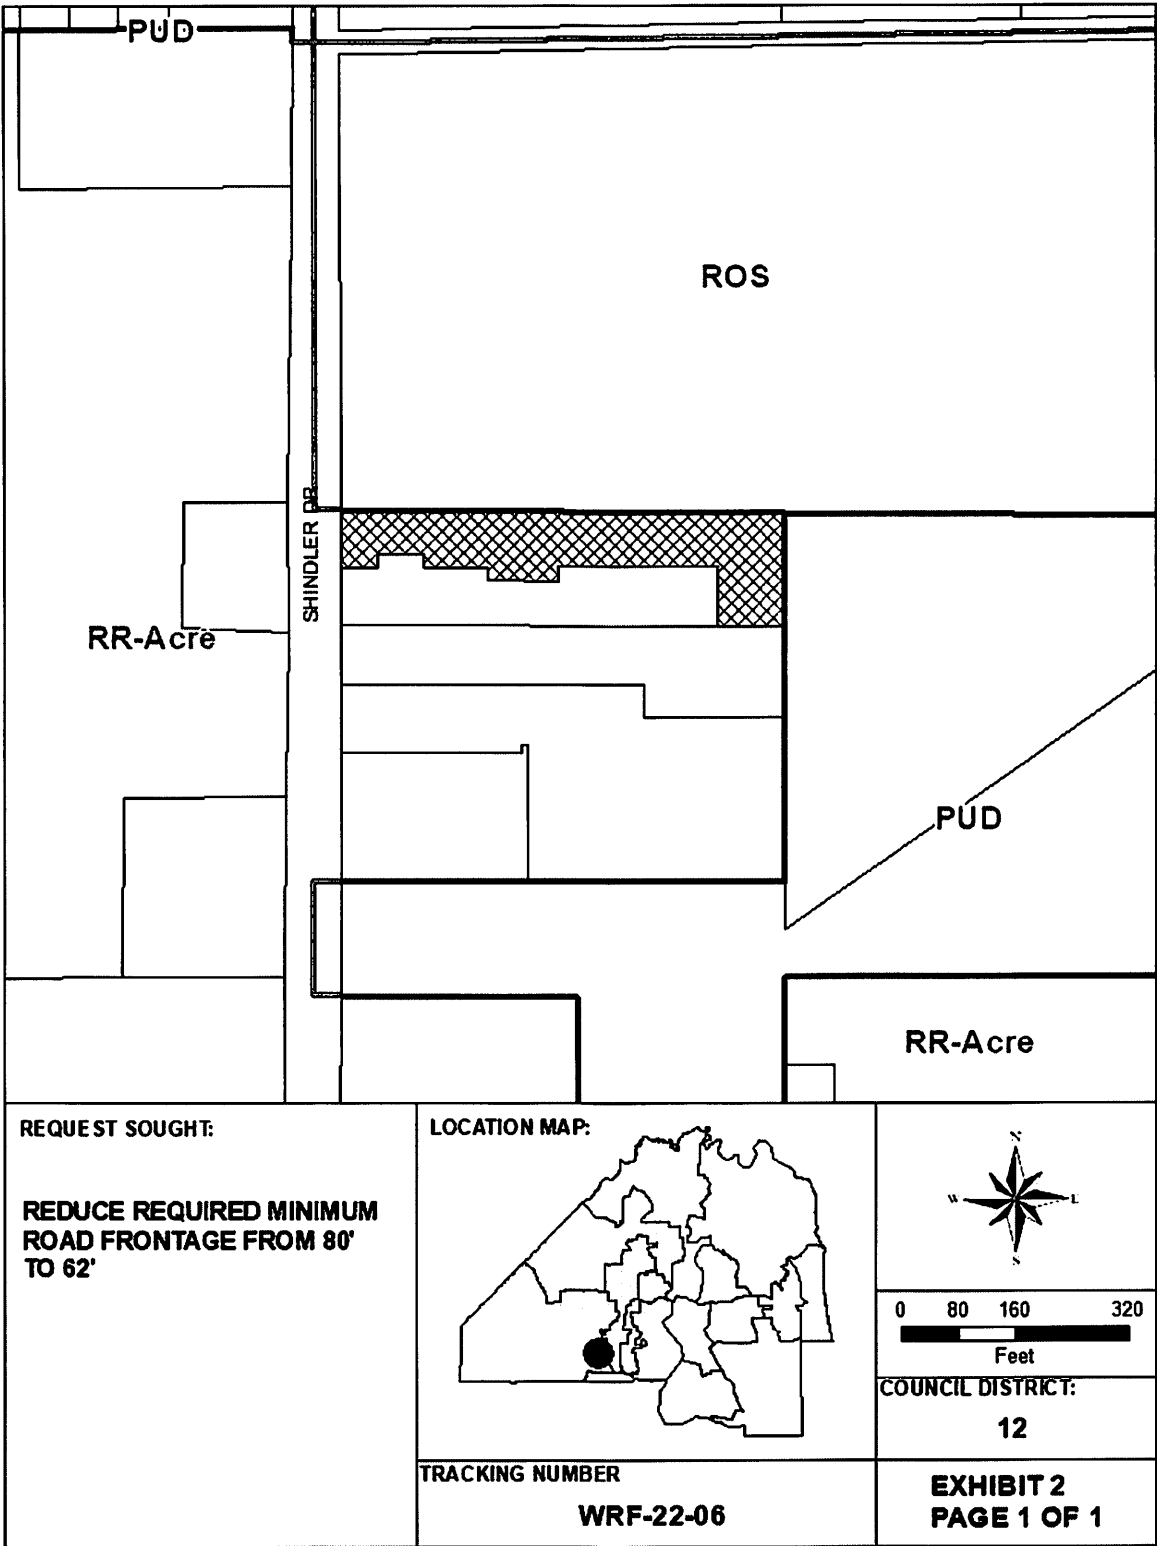 PUD
ROS
SHINDLER DR
RR-Acre
PUD
RR-Acre
REQUEST SOUGHT:
REDUCE REQUIRED MINIMUM
ROAD FRONTAGE FROM 80'
TO 62'
LOCATION MAP:
N
W E
S
0 80 160 320
Feet
COUNCIL DISTRICT:
12
TRACKING NUMBER
WRF-22-06
EXHIBIT 2
PAGE 1 OF 1